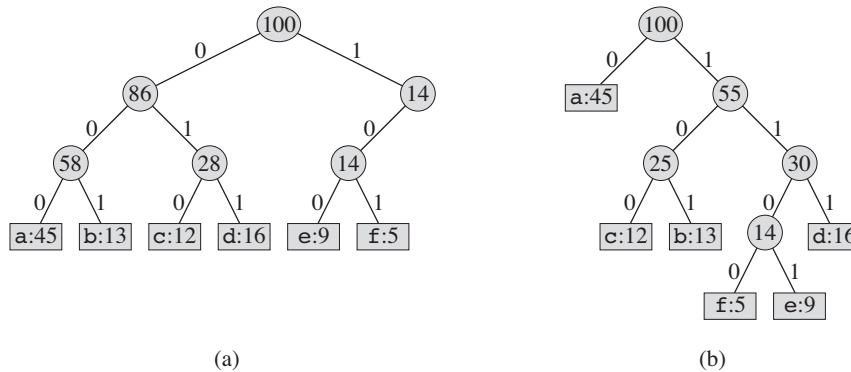 100 100
0 1 0 1
86 14 a:45 55
0 1 0 0 1
58 28 14 25 30
0 1 0 1 0 1 0 1 0 1
a:45 b:13 c:12 d:16 e:9 f:5 c:12 b:13 14 d:16
0 1
f:5 e:9
(a) (b)